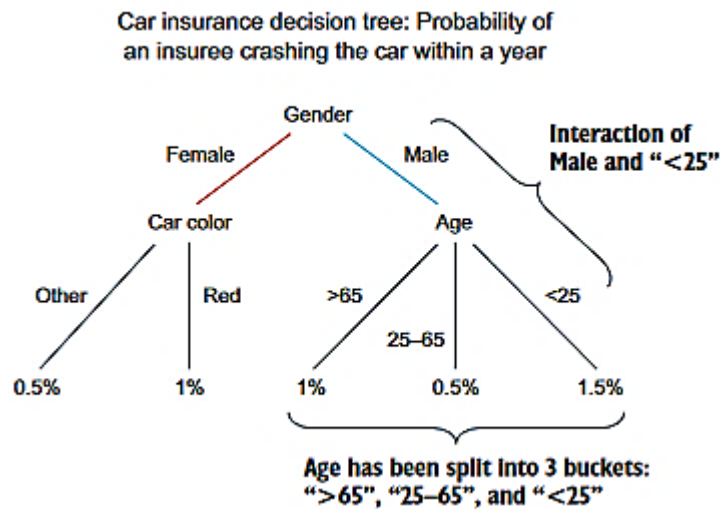 Car insurance decision tree: Probability of
an insuree crashing the car within a year
Gender
Female
Male
Interaction of
Male and “<25”
Car color
Age
Other
Red
>65
25–65
<25
0.5%
1%
1%
0.5%
1.5%
Age has been split into 3 buckets:
“>65”, “25–65”, and “<25”